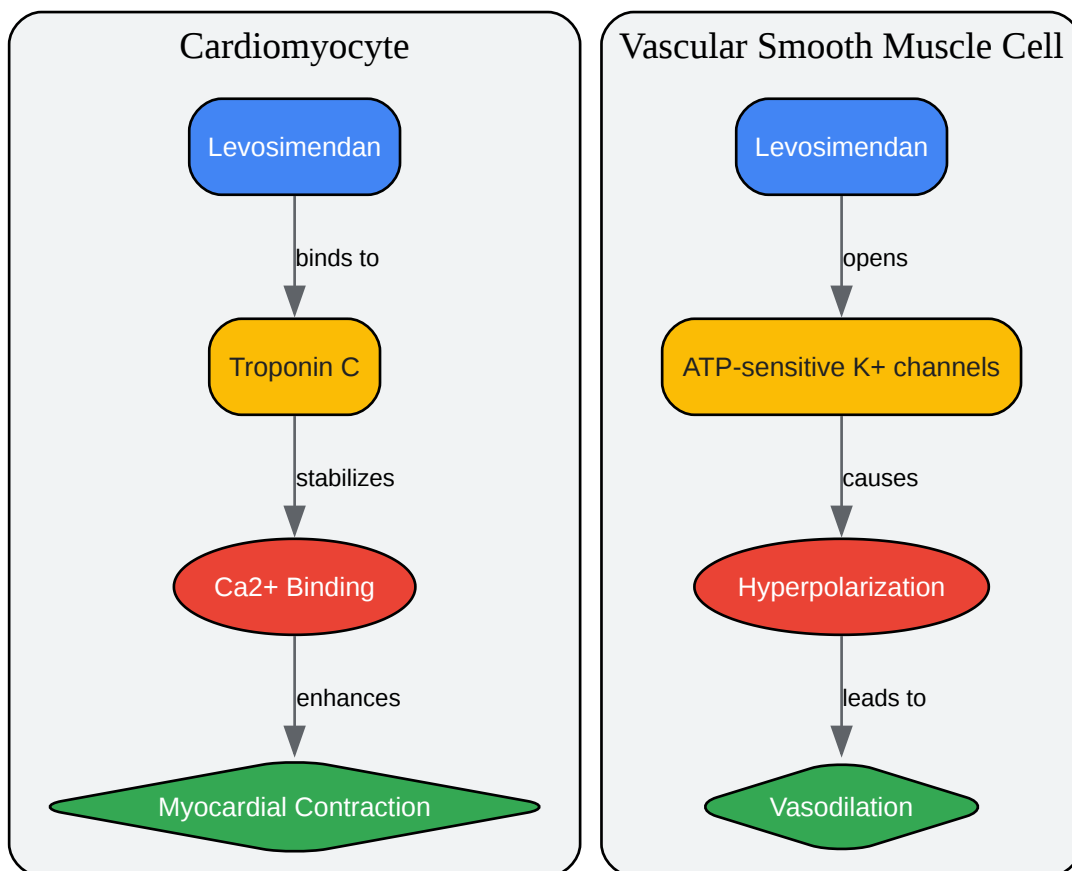 Cardiomyocyte
Levosimendan
binds to
Troponin C
stabilizes
Ca2+ Binding
enhances
Myocardial Contraction
Vascular Smooth Muscle Cell
Levosimendan
opens
ATP-sensitive K+ channels
causes
Hyperpolarization
leads to
Vasodilation